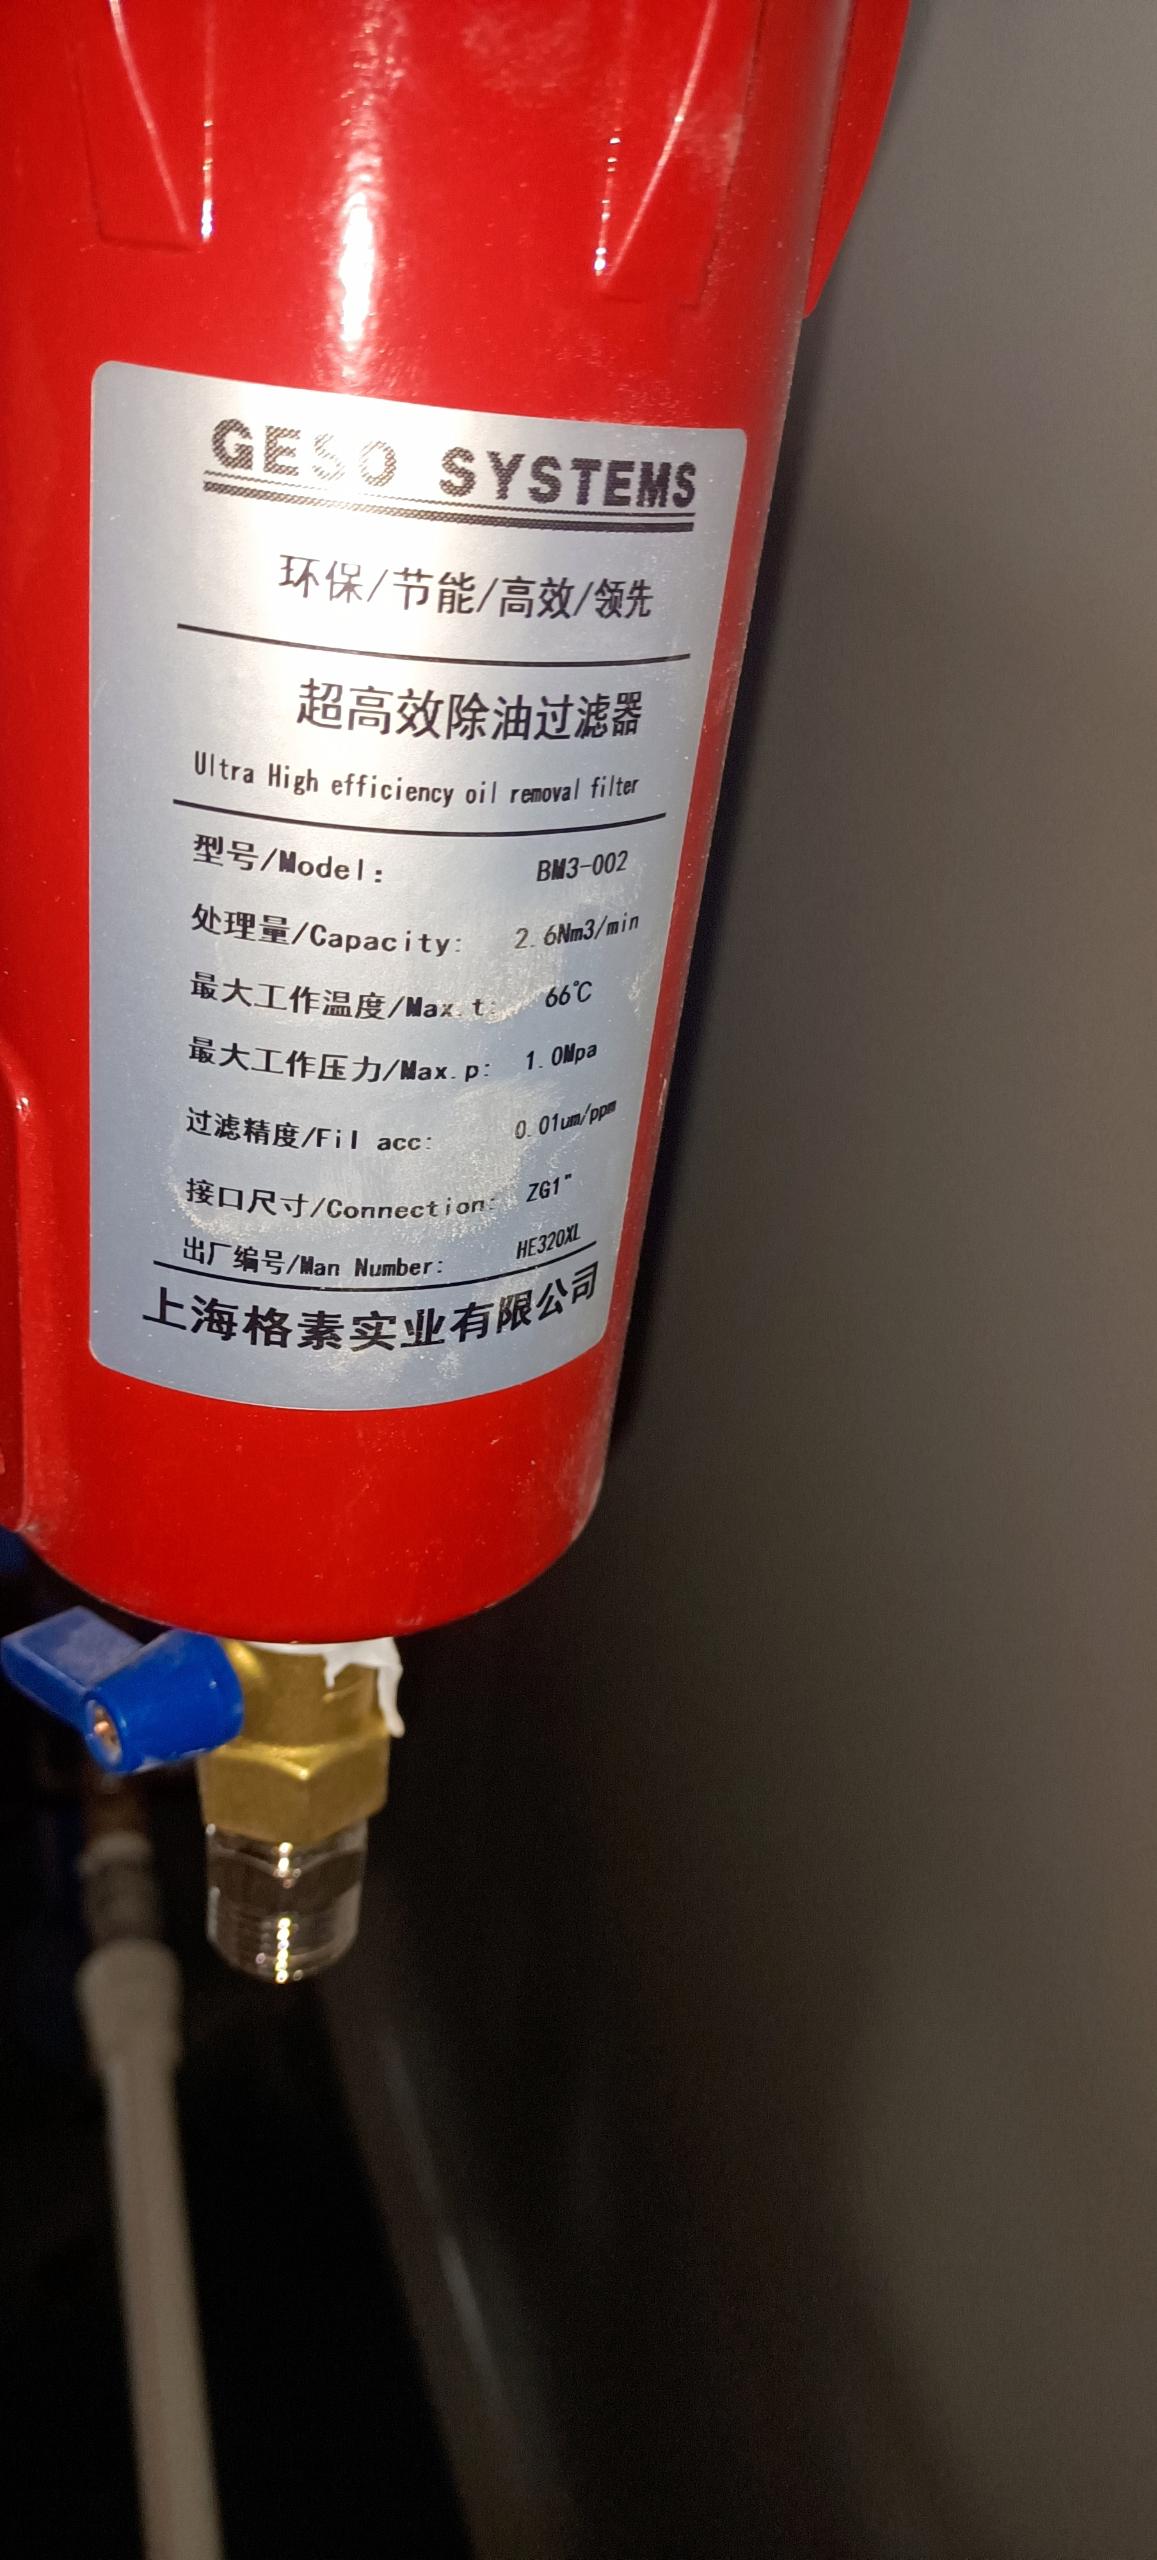 GESO SYSTEMS
环保/节能/高效/领先
超高效除油过滤器
Ultra High efficiency oil removal filter
型号/Model: BM3-002
处理量/Capacity: 2.6Nm3/min
最大工作温度/Max.t: 66℃
最大工作压力/Max.p: 1.0Mpa
过滤精度/Fil acc: 0.01um/ppm
接口尺寸/Connection: ZG1"
出厂编号/Man Number: HE320XL
上海格素实业有限公司